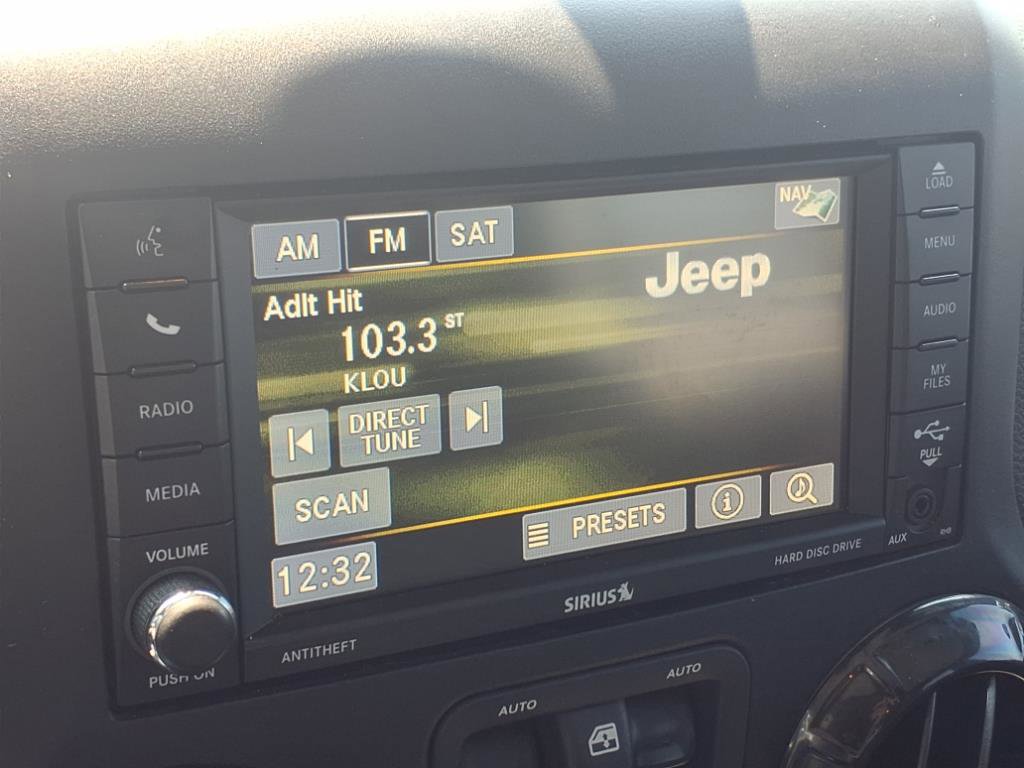 AM FM SAT NAV
Jeep
Adlt Hit
103.3 ST
KLOU
DIRECT
TUNE
SCAN
PRESETS
12:32
RADIO
MEDIA
VOLUME
PUSH ON
ANTITHEFT
SIRIUS
HARD DISC DRIVE
LOAD
MENU
AUDIO
MY
FILES
PULL
AUX
RHB
AUTO
AUTO